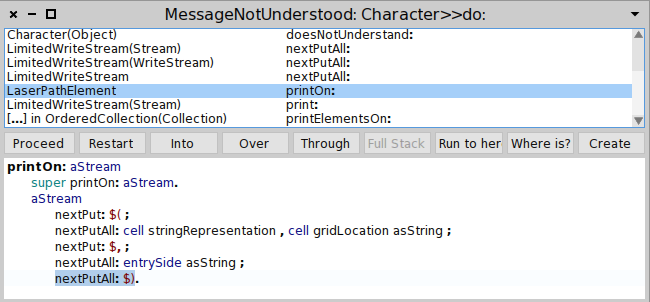 MessageNotUnderstood: Character>>do:
Character(Object) doesNotUnderstand:
LimitedWriteStream(Stream) nextPutAll:
LimitedWriteStream(WriteStream) nextPutAll:
LimitedWriteStream nextPutAll:
LaserPathElement printOn:
LimitedWriteStream(Stream) print:
[...] in OrderedCollection(Collection) printElementsOn:
Proceed Restart Into Over Through Full Stack Run to her Where is? Create
printOn: aStream
super printOn: aStream.
aStream
nextPut: $( ;
nextPutAll: cell stringRepresentation , cell gridLocation asString ;
nextPut: $, ;
nextPutAll: entrySide asString ;
nextPutAll: $).